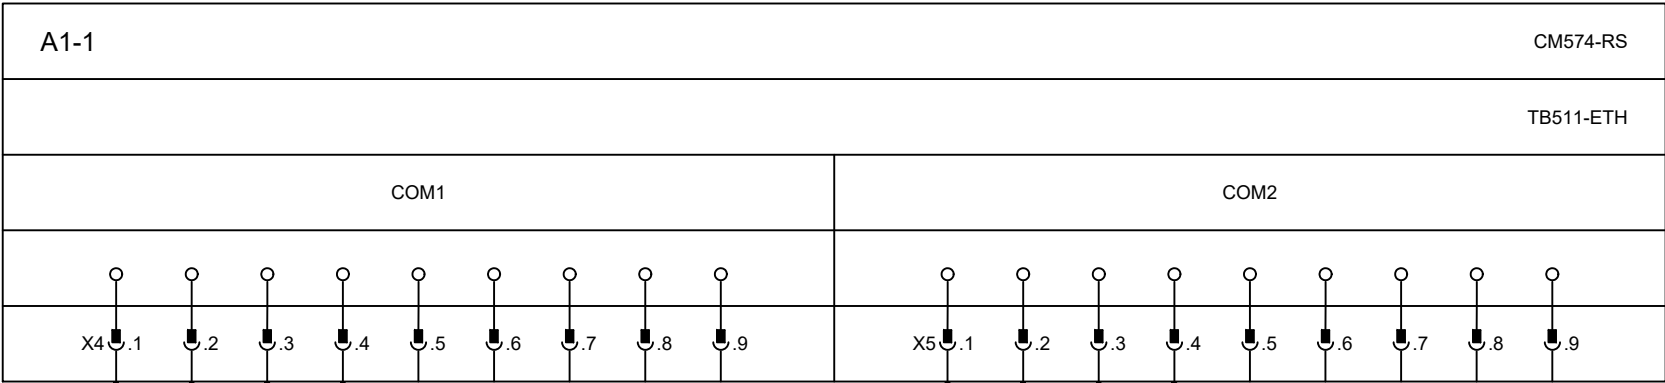 A1-1 CM574-RS
TB511-ETH
COM1 COM2
X4 .1 .2 .3 .4 .5 .6 .7 .8 .9 X5 .1 .2 .3 .4 .5 .6 .7 .8 .9